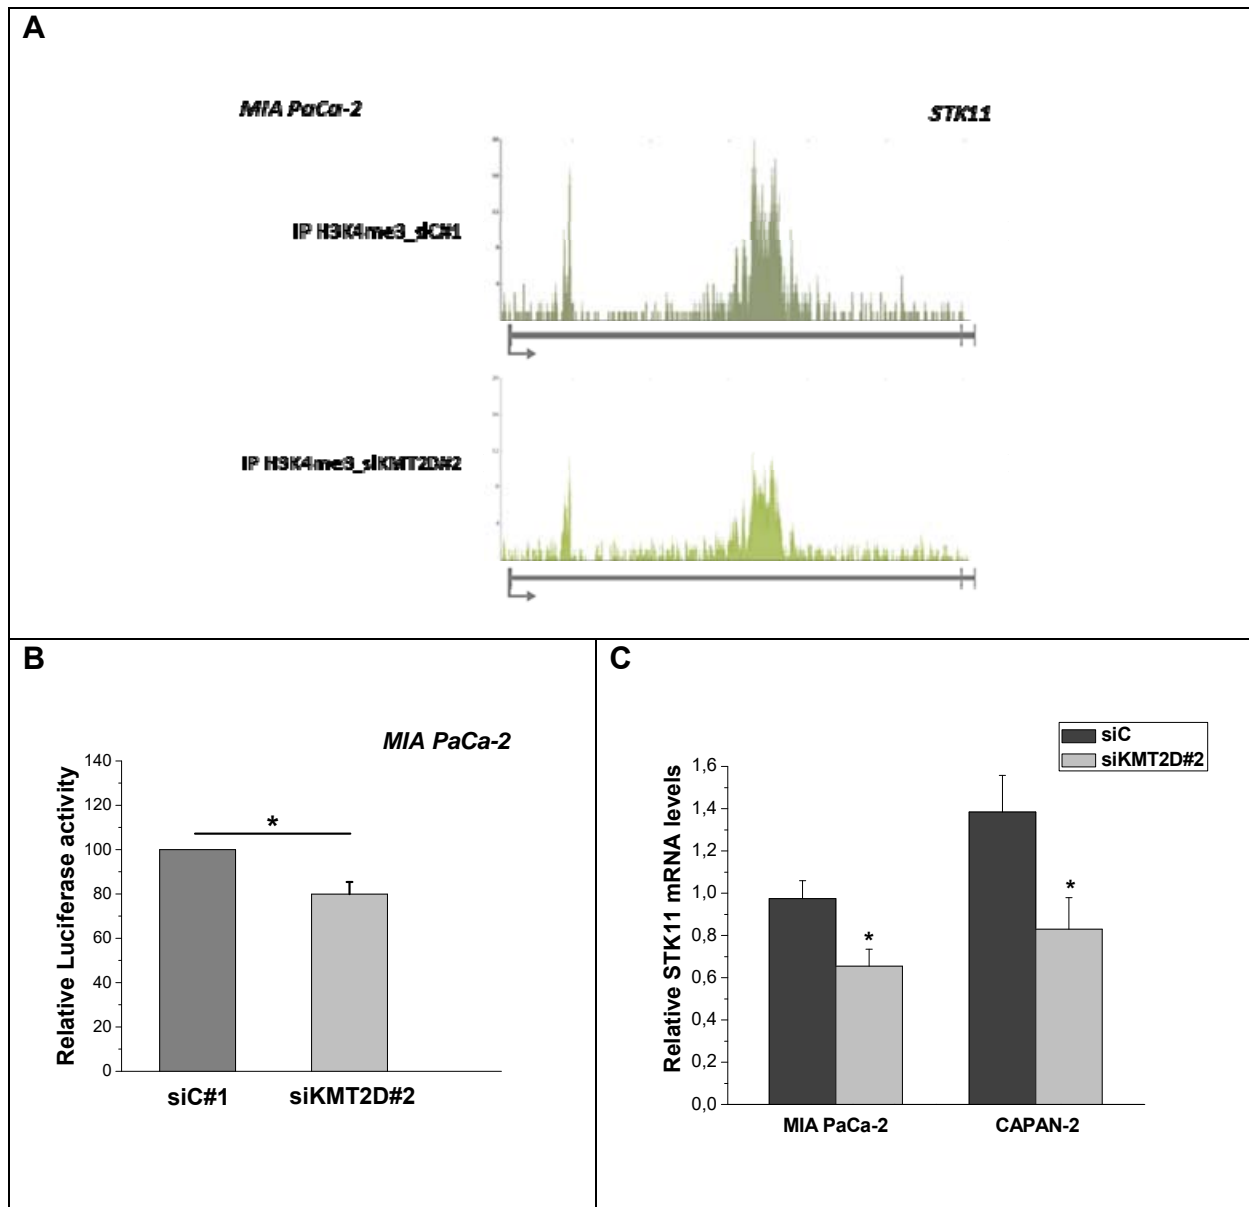 A
MIA PaCa-2
STK11
IP H3K4me3_siC#1
IP H3K4me3_siKMT2D#2
B
MIA PaCa-2
140
120
100
80
60
40
20
0
Relative Luciferase activity
*
siC#1
siKMT2D#2
C
siC
siKMT2D#2
1,6
1,4
1,2
1,0
0,8
0,6
0,4
0,2
0,0
Relative STK11 mRNA levels
*
*
MIA PaCa-2
CAPAN-2